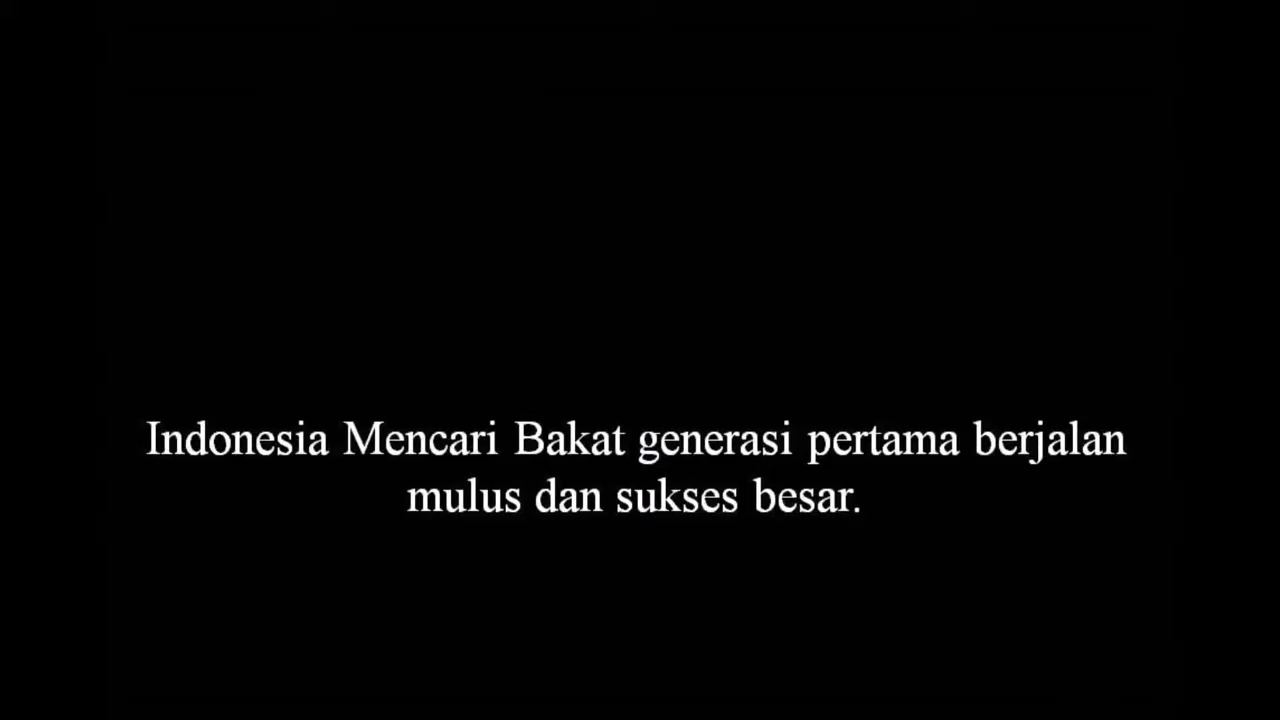 Indonesia Mencari Bakat generasi pertama berjalan
mulus dan sukses besar.